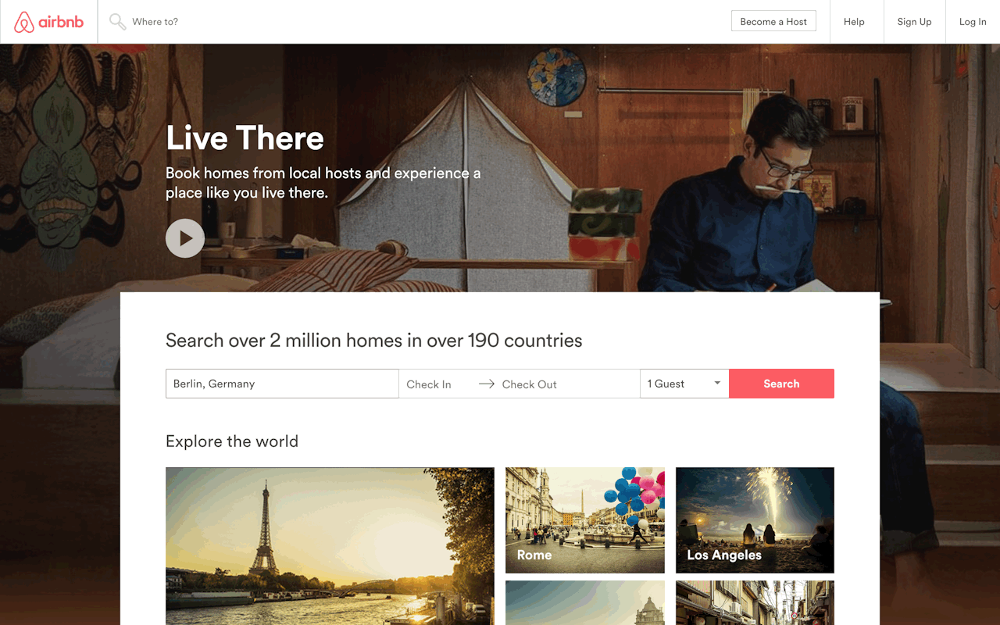 airbnb
Where to?
Become a Host
Help
Sign Up
Log In
Live There
Book homes from local hosts and experience a
place like you live there.
Search over 2 million homes in over 190 countries
Berlin, Germany
Check In
Check Out
1 Guest
Search
Explore the world
Rome
Los Angeles